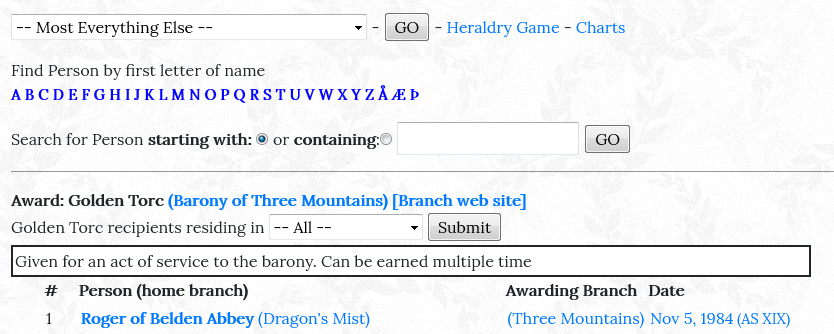 -- Most Everything Else -- - GO - Heraldry Game - Charts
Find Person by first letter of name
A B C D E F G H I J K L M N O P Q R S T U V W X Y Z Å Æ Þ
Search for Person starting with: or containing: GO
Award: Golden Torc (Barony of Three Mountains) [Branch web site]
Golden Torc recipients residing in -- All -- Submit
Given for an act of service to the barony. Can be earned multiple time
# Person (home branch) Awarding Branch Date
1 Roger of Belden Abbey (Dragon's Mist) (Three Mountains) Nov 5, 1984 (AS XIX)